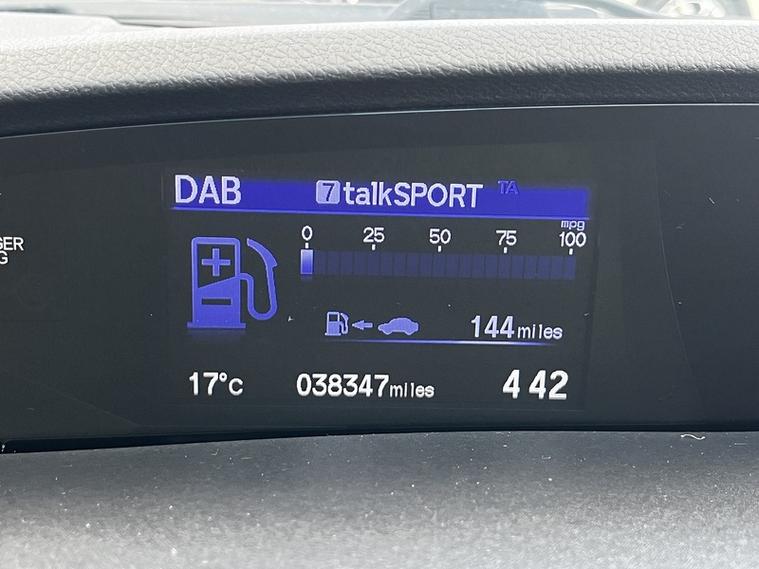 DAB 7 talkSPORT TA
mpg
0 25 50 75 100
144 miles
17°C 038347 miles 4 42